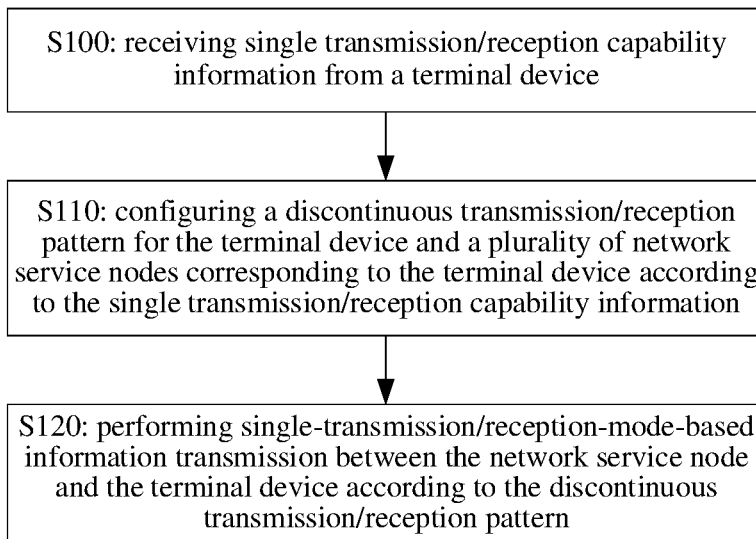 S100: receiving single transmission/reception capability
information from a terminal device
S110: configuring a discontinuous transmission/reception
pattern for the terminal device and a plurality of network
service nodes corresponding to the terminal device according
to the single transmission/reception capability information
S120: performing single-transmission/reception-mode-based
information transmission between the network service node
and the terminal device according to the discontinuous
transmission/reception pattern